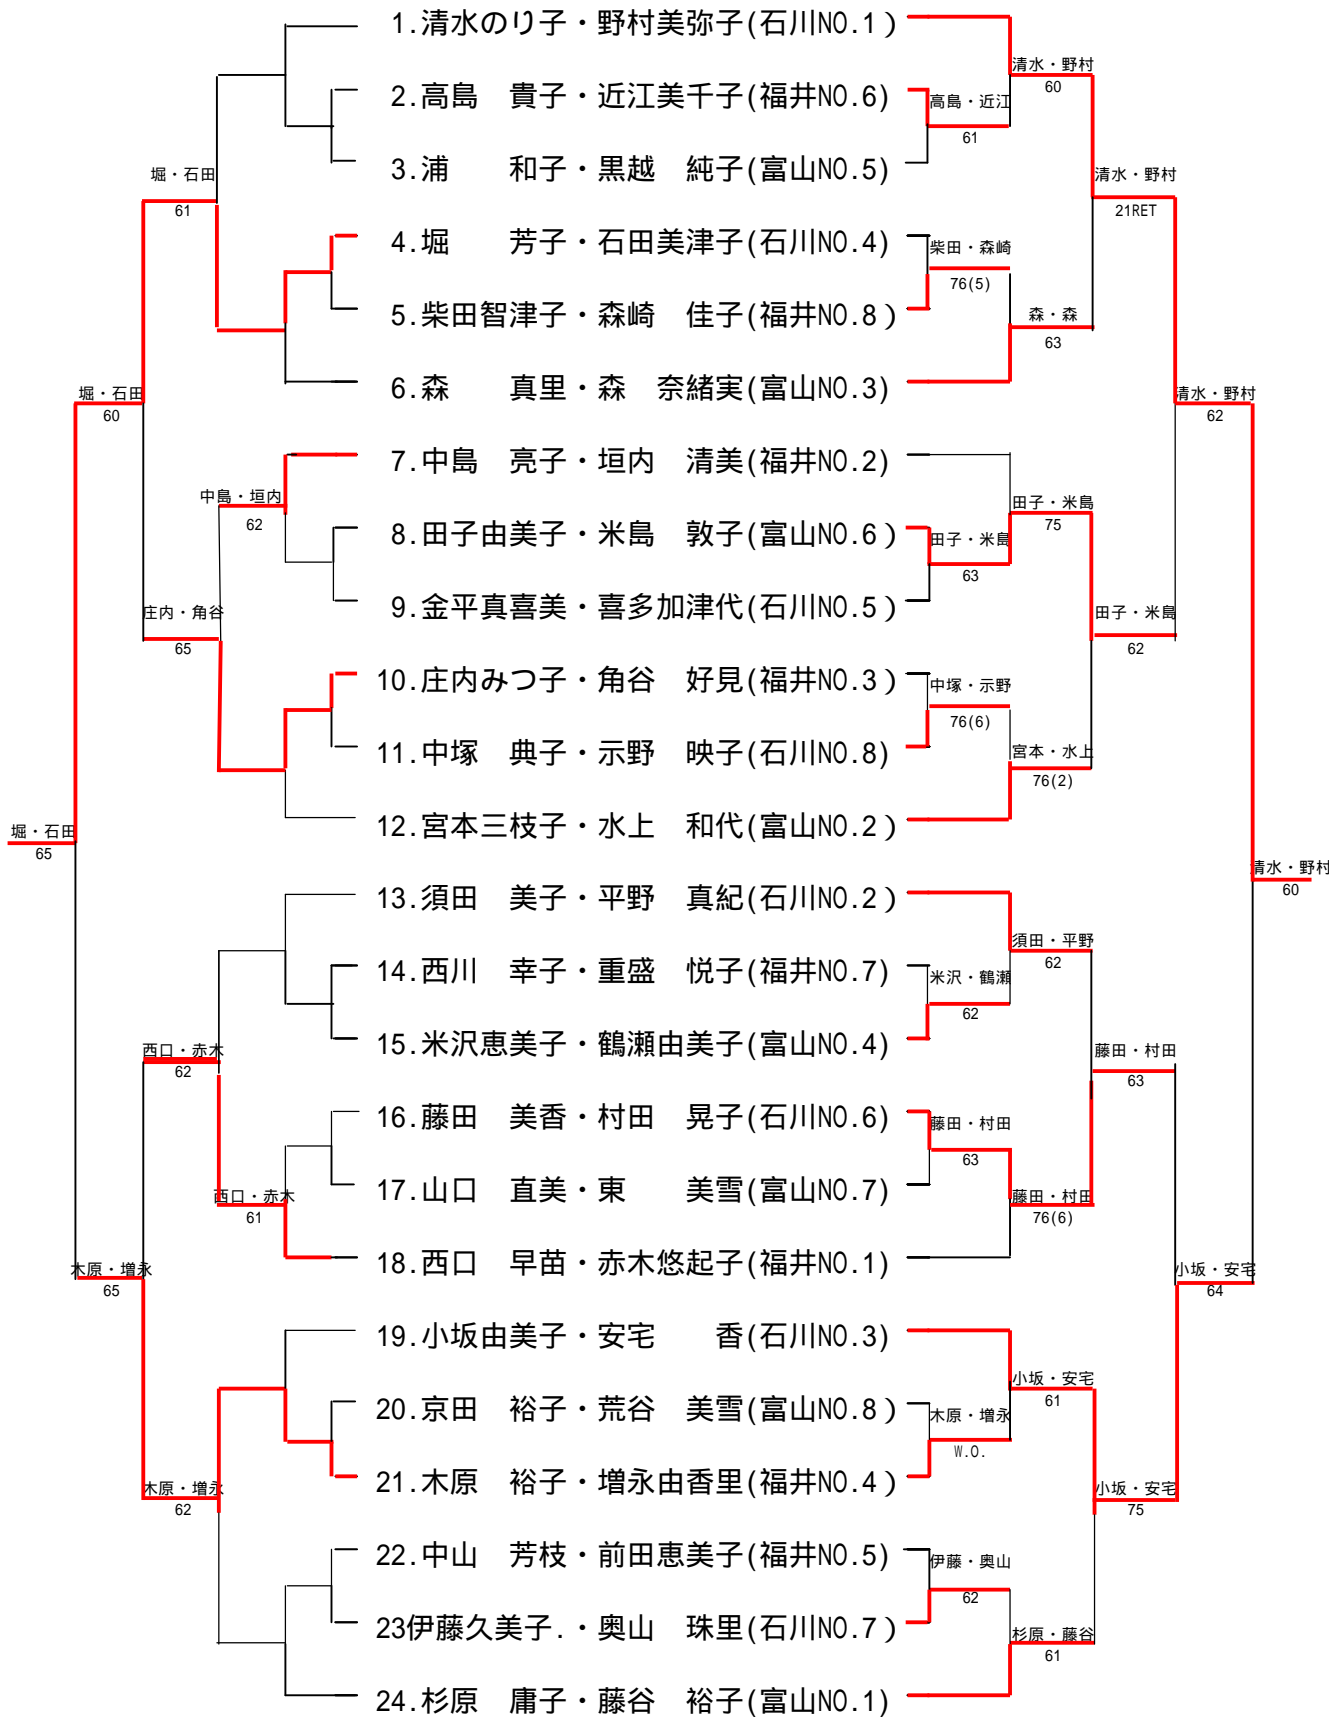 1.清水のり子・野村美弥子(石川NO.1)
2.高島　貴子・近江美千子(福井NO.6)
3.浦　　和子・黒越　純子(富山NO.5)
4.堀　　芳子・石田美津子(石川NO.4)
5.柴田智津子・森崎　佳子(福井NO.8)
6.森　　真里・森　奈緒実(富山NO.3)
7.中島　亮子・垣内　清美(福井NO.2)
8.田子由美子・米島　敦子(富山NO.6)
9.金平真喜美・喜多加津代(石川NO.5)
10.庄内みつ子・角谷　好見(福井NO.3)
11.中塚　典子・示野　映子(石川NO.8)
12.宮本三枝子・水上　和代(富山NO.2)
13.須田　美子・平野　真紀(石川NO.2)
14.西川　幸子・重盛　悦子(福井NO.7)
15.米沢恵美子・鶴瀬由美子(富山NO.4)
16.藤田　美香・村田　晃子(石川NO.6)
17.山口　直美・東　　美雪(富山NO.7)
18.西口　早苗・赤木悠起子(福井NO.1)
19.小坂由美子・安宅　　香(石川NO.3)
20.京田　裕子・荒谷　美雪(富山NO.8)
21.木原　裕子・増永由香里(福井NO.4)
22.中山　芳枝・前田恵美子(福井NO.5)
23伊藤久美子.・奥山　珠里(石川NO.7)
24.杉原　庸子・藤谷　裕子(富山NO.1)
堀・石田
61
堀・石田
60
中島・垣内
62
庄内・角谷
65
堀・石田
65
西口・赤木
62
西口・赤木
61
木原・増永
65
木原・増永
62
清水・野村
60
高島・近江
61
清水・野村
21RET
柴田・森崎
76(5)
森・森
63
清水・野村
62
田子・米島
75
田子・米島
63
田子・米島
62
中塚・示野
76(6)
宮本・水上
76(2)
清水・野村
60
須田・平野
62
米沢・鶴瀬
62
藤田・村田
63
藤田・村田
63
藤田・村田
76(6)
小坂・安宅
64
小坂・安宅
61
木原・増永
W.O.
小坂・安宅
75
伊藤・奥山
62
杉原・藤谷
61